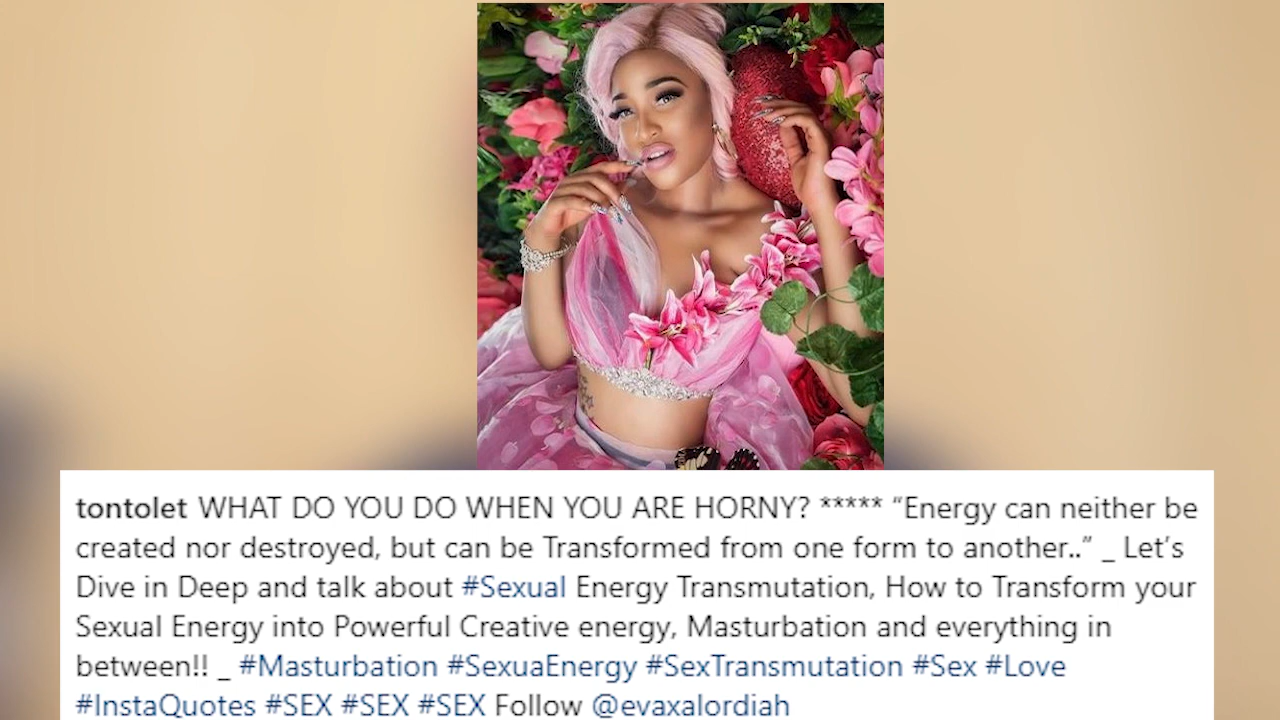 tontolet WHAT DO YOU DO WHEN YOU ARE HORNY? ***** “Energy can neither be
created nor destroyed, but can be Transformed from one form to another..” _ Let’s
Dive in Deep and talk about #Sexual Energy Transmutation, How to Transform your
Sexual Energy into Powerful Creative energy, Masturbation and everything in
between!! _ #Masturbation #SexuaEnergy #SexTransmutation #Sex #Love
#InstaQuotes #SEX #SEX #SEX Follow @evaxalordiah